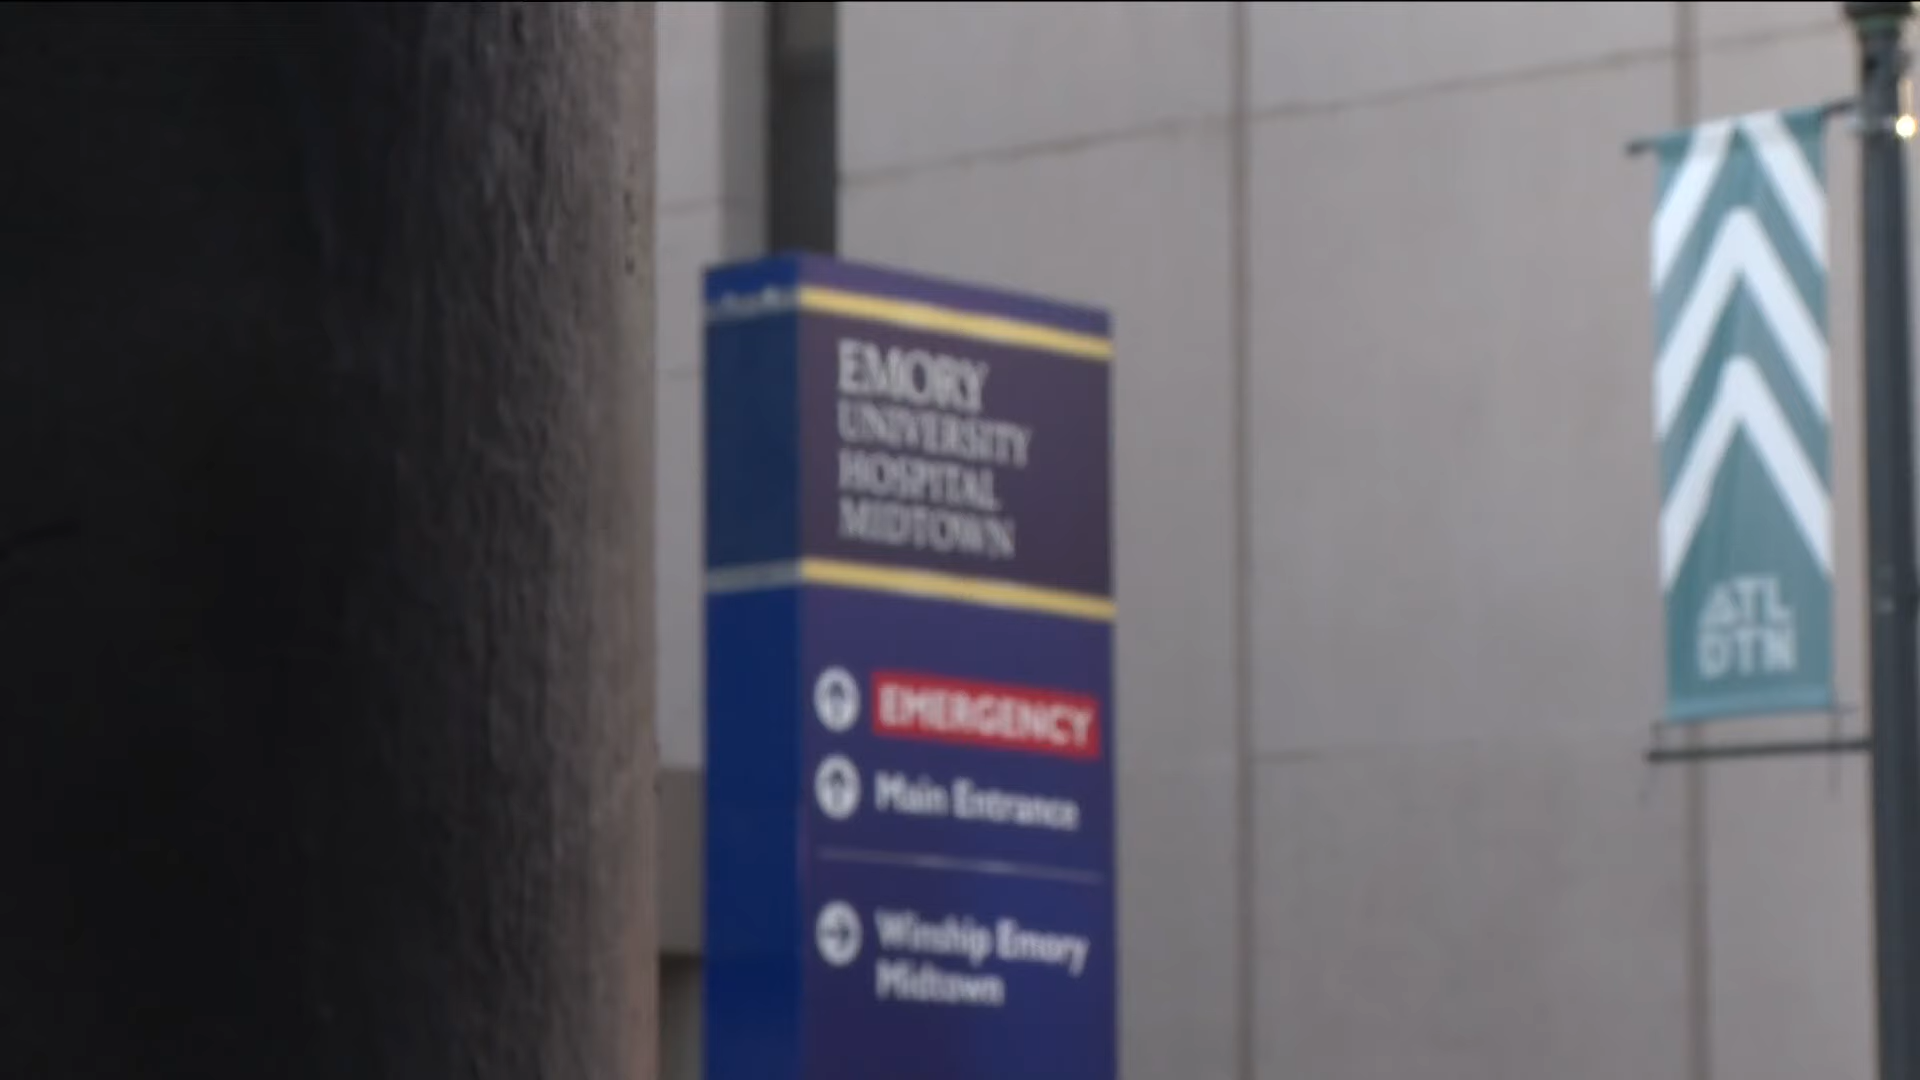 EMORY
UNIVERSITY
HOSPITAL
MIDTOWN
EMERGENCY
Main Entrance
Winship Emory
Midtown
ATL
DTN